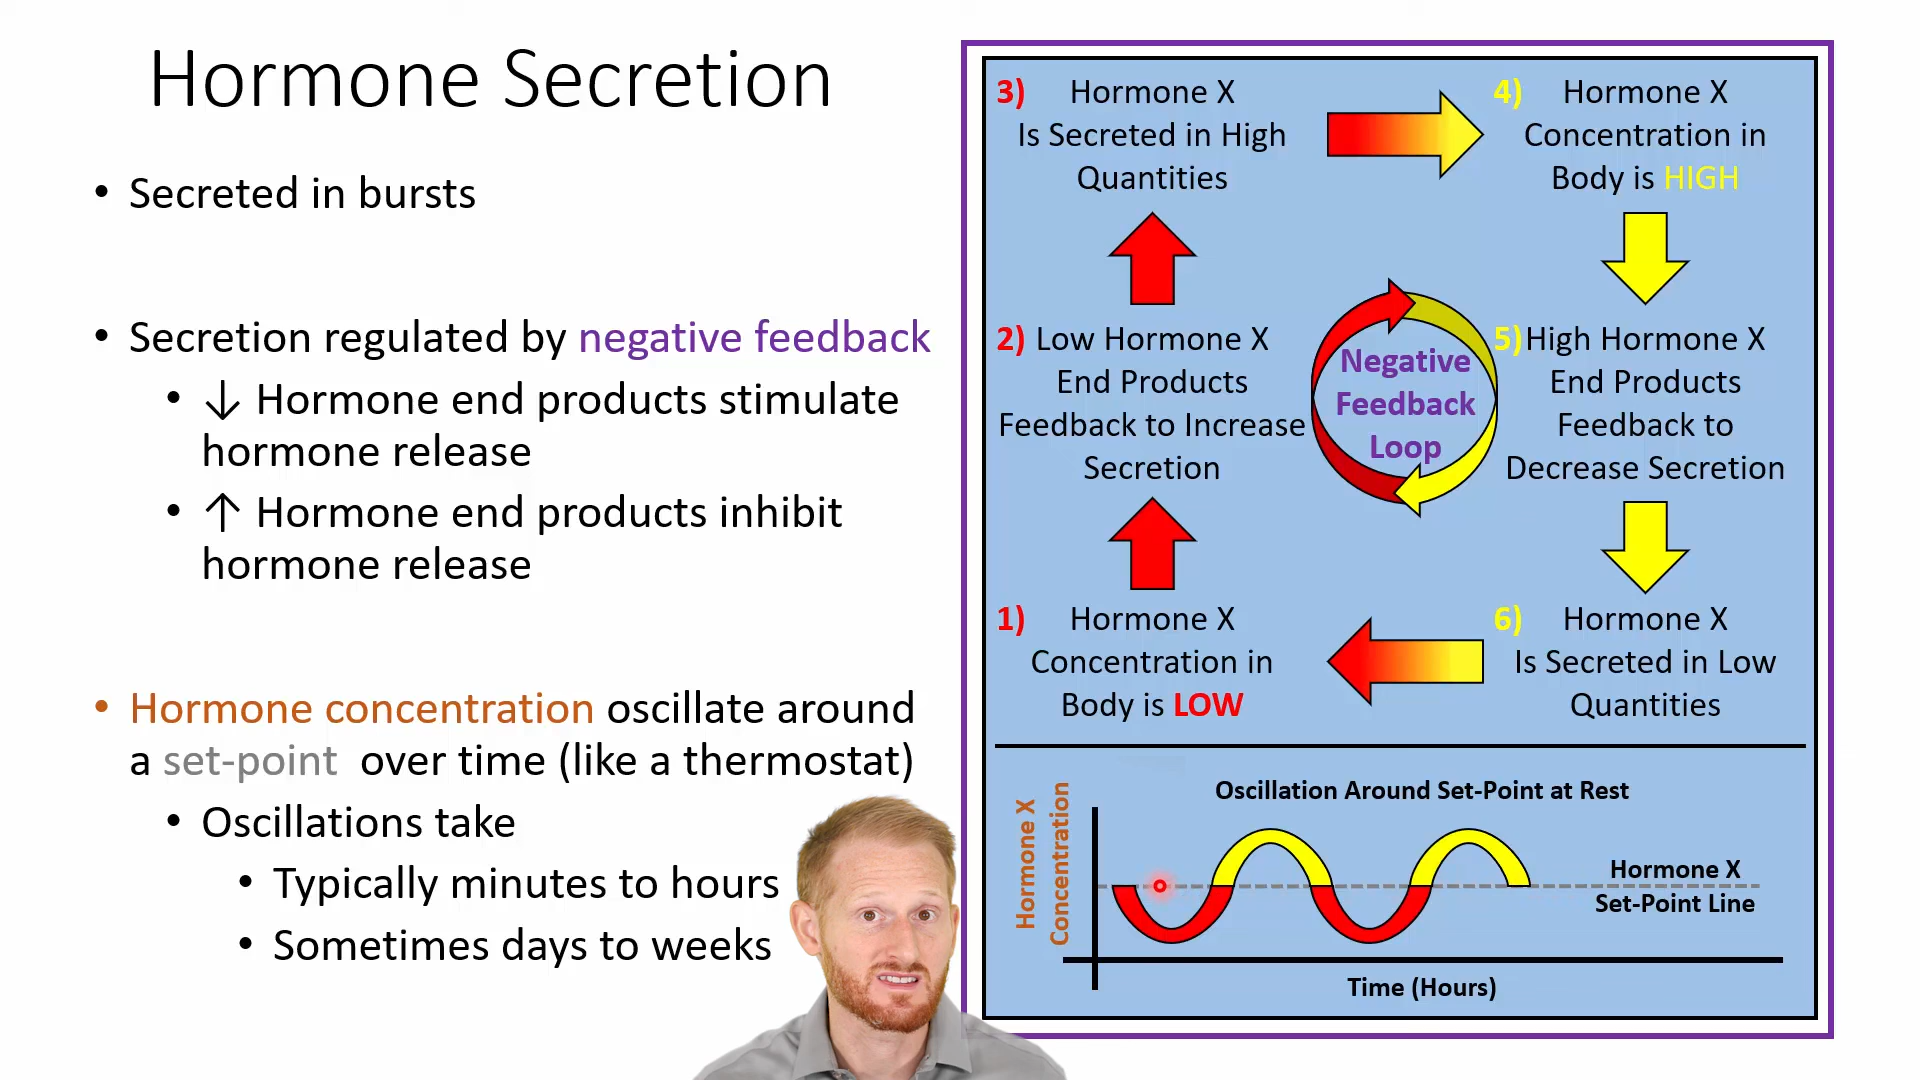 Hormone Secretion
• Secreted in bursts
• Secretion regulated by negative feedback
• ↓ Hormone end products stimulate
hormone release
• ↑ Hormone end products inhibit
hormone release
• Hormone concentration oscillate around
a set-point over time (like a thermostat)
• Oscillations take
• Typically minutes to hours
• Sometimes days to weeks
3) Hormone X
Is Secreted in High
Quantities
4) Hormone X
Concentration in
Body is HIGH
2) Low Hormone X
End Products
Feedback to Increase
Secretion
Negative
Feedback
Loop
5) High Hormone X
End Products
Feedback to
Decrease Secretion
1) Hormone X
Concentration in
Body is LOW
6) Hormone X
Is Secreted in Low
Quantities
Oscillation Around Set-Point at Rest
Hormone X
Concentration
Hormone X
Set-Point Line
Time (Hours)